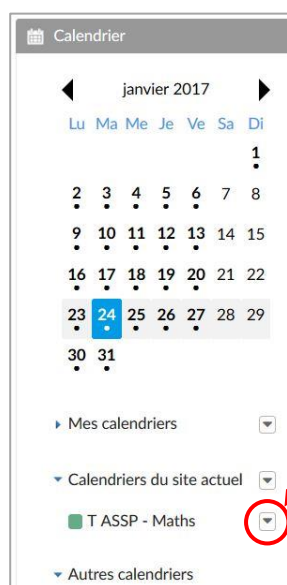 Calendrier
janvier 2017
Lu Ma Me Je Ve Sa Di
1
2 3 4 5 6 7 8
9 10 11 12 13 14 15
16 17 18 19 20 21 22
23 24 25 26 27 28 29
30 31
Mes calendriers
Calendriers du site actuel
T ASSP - Maths
Autres calendriers